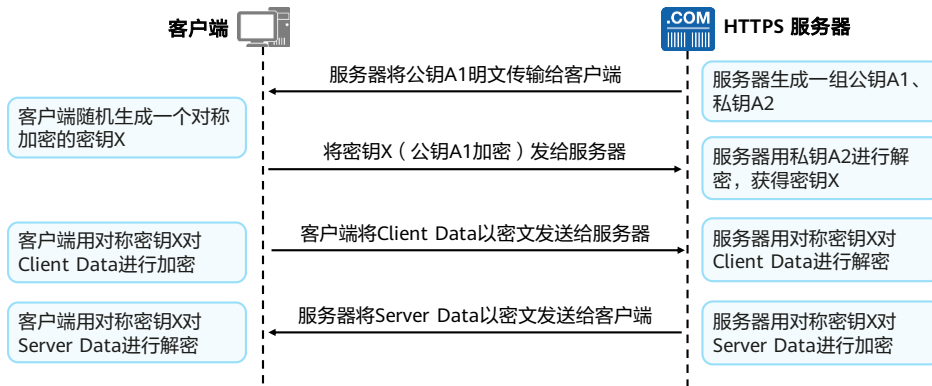 客户端
.COM
HTTPS 服务器
服务器将公钥A1明文传输给客户端
服务器生成一组公钥A1、
私钥A2
客户端随机生成一个对称
加密的密钥X
将密钥X（公钥A1加密）发给服务器
服务器用私钥A2进行解
密，获得密钥X
客户端用对称密钥X对
Client Data进行加密
客户端将Client Data以密文发送给服务器
服务器用对称密钥X对
Client Data进行解密
客户端用对称密钥X对
Server Data进行解密
服务器将Server Data以密文发送给客户端
服务器用对称密钥X对
Server Data进行加密